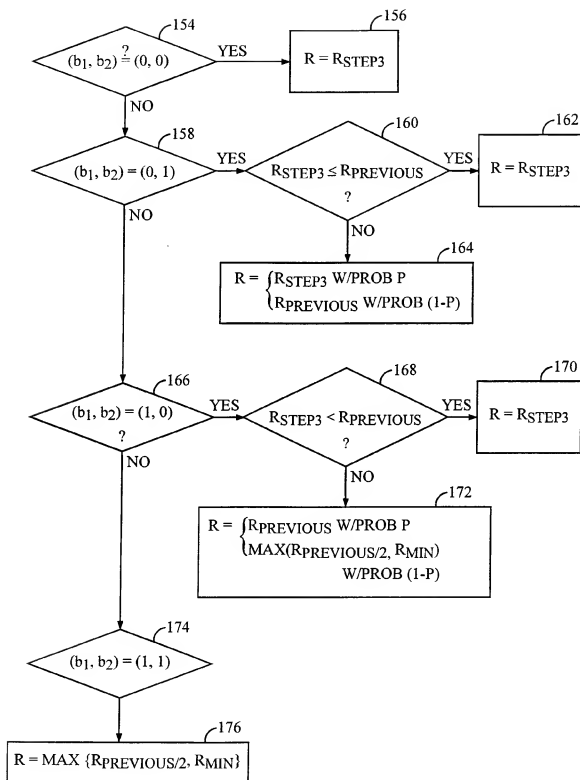 154
?
(b1, b2) = (0, 0)
YES
156
R = RSTEP3
NO
158
(b1, b2) = (0, 1)
YES
160
RSTEP3 ≤ RPREVIOUS
?
YES
162
R = RSTEP3
NO
NO
164
R = { RSTEP3 W/PROB P
RPREVIOUS W/PROB (1-P)
166
(b1, b2) = (1, 0)
?
YES
168
RSTEP3 < RPREVIOUS
?
YES
170
R = RSTEP3
NO
NO
172
R = { RPREVIOUS W/PROB P
MAX(RPREVIOUS/2, RMIN)
W/PROB (1-P)
174
(b1, b2) = (1, 1)
176
R = MAX {RPREVIOUS/2, RMIN}